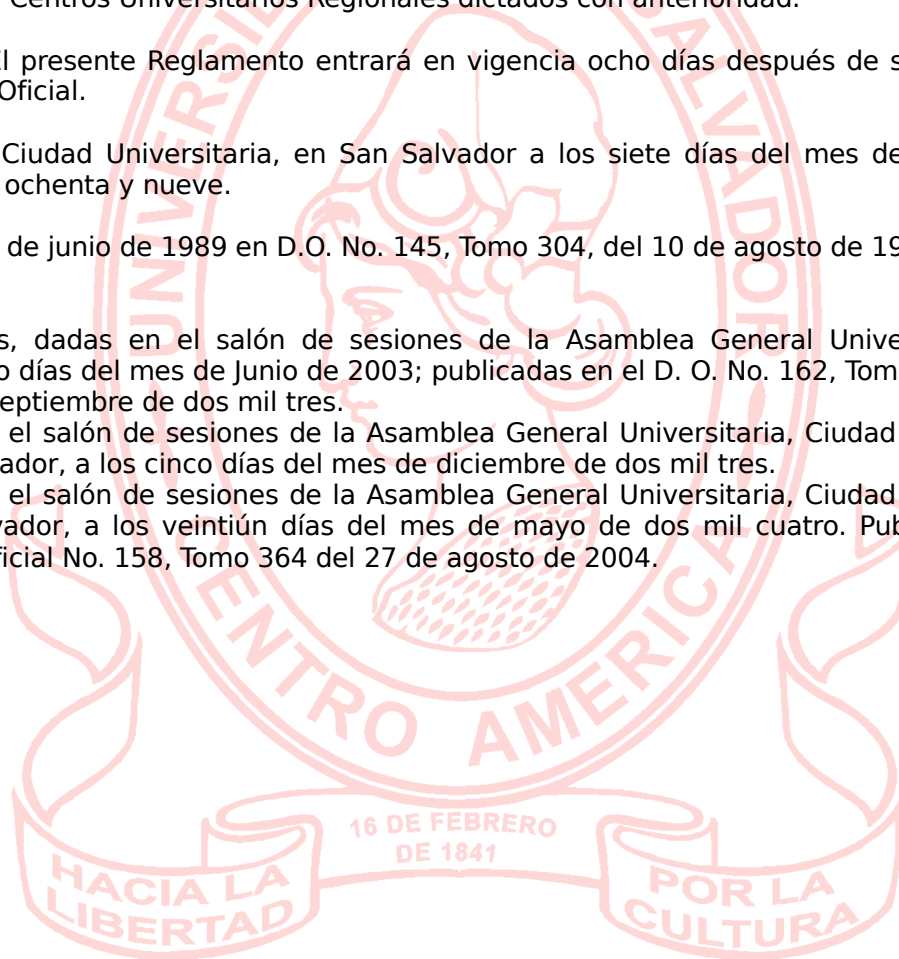 Centros Universitarios Regionales dictados con anterioridad.
El presente Reglamento entrará en vigencia ocho días después de s
Oficial.
Ciudad Universitaria, en San Salvador a los siete días del mes de
ochenta y nueve.
de junio de 1989 en D.O. No. 145, Tomo 304, del 10 de agosto de 19
s, dadas en el salón de sesiones de la Asamblea General Unive
o días del mes de Junio de 2003; publicadas en el D. O. No. 162, Tom
eptiembre de dos mil tres.
el salón de sesiones de la Asamblea General Universitaria, Ciudad
ador, a los cinco días del mes de diciembre de dos mil tres.
el salón de sesiones de la Asamblea General Universitaria, Ciudad
vador, a los veintiún días del mes de mayo de dos mil cuatro. Pub
ficial No. 158, Tomo 364 del 27 de agosto de 2004.
UNIVERSI
SALVADOR
CENTRO AMERICA
16 DE FEBRERO
DE 1841
HACIA LA
LIBERTAD
POR LA
CULTURA